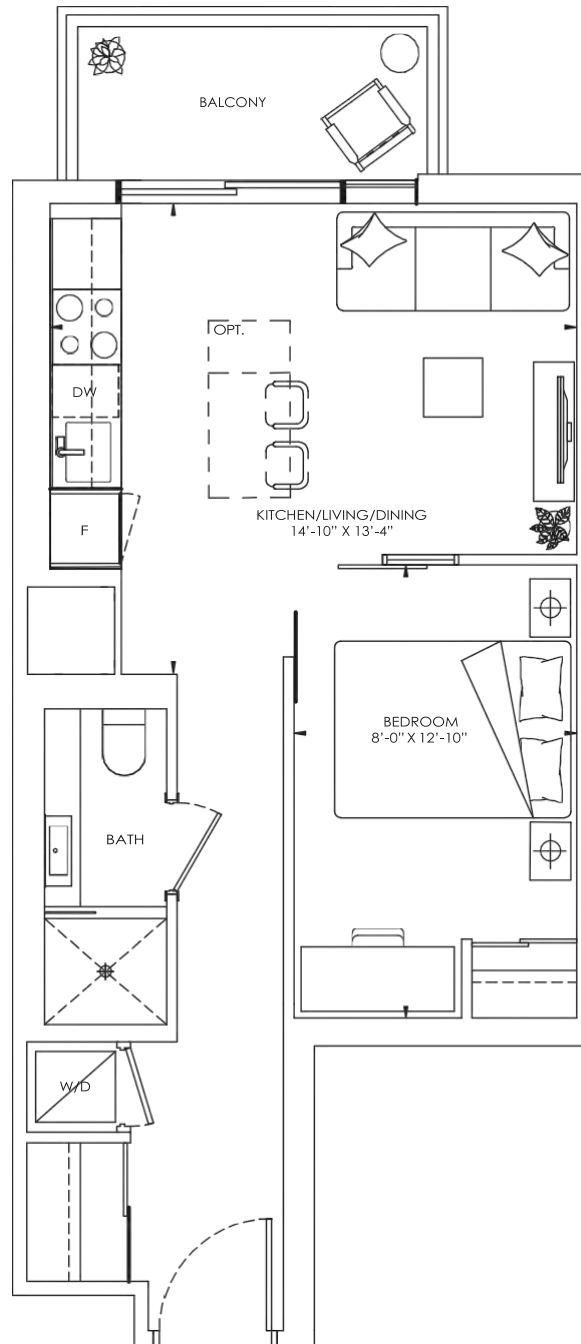 BALCONY
OPT.
DW
F
KITCHEN/LIVING/DINING
14'-10" X 13'-4"
BEDROOM
8'-0" X 12'-10"
BATH
W/D